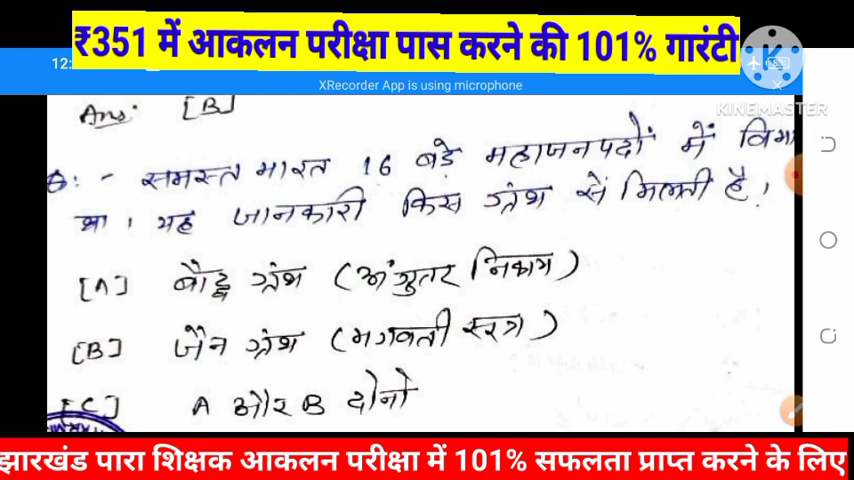 ₹351 में आकलन परीक्षा पास करने की 101% गारंटी
12:
XRecorder App is using microphone
KINEMASTER
Ans: [B]
Q: - समस्त भारत 16 बड़े महाजनपदों में विभा
था। यह जानकारी किस ग्रंथ से मिलती है।
[A] बौद्ध ग्रंथ (अंगुतर निकाय)
[B] जैन ग्रंथ (भगवती सूत्र)
[C] A और B दोनो
झारखंड पारा शिक्षक आकलन परीक्षा में 101% सफलता प्राप्त करने के लिए